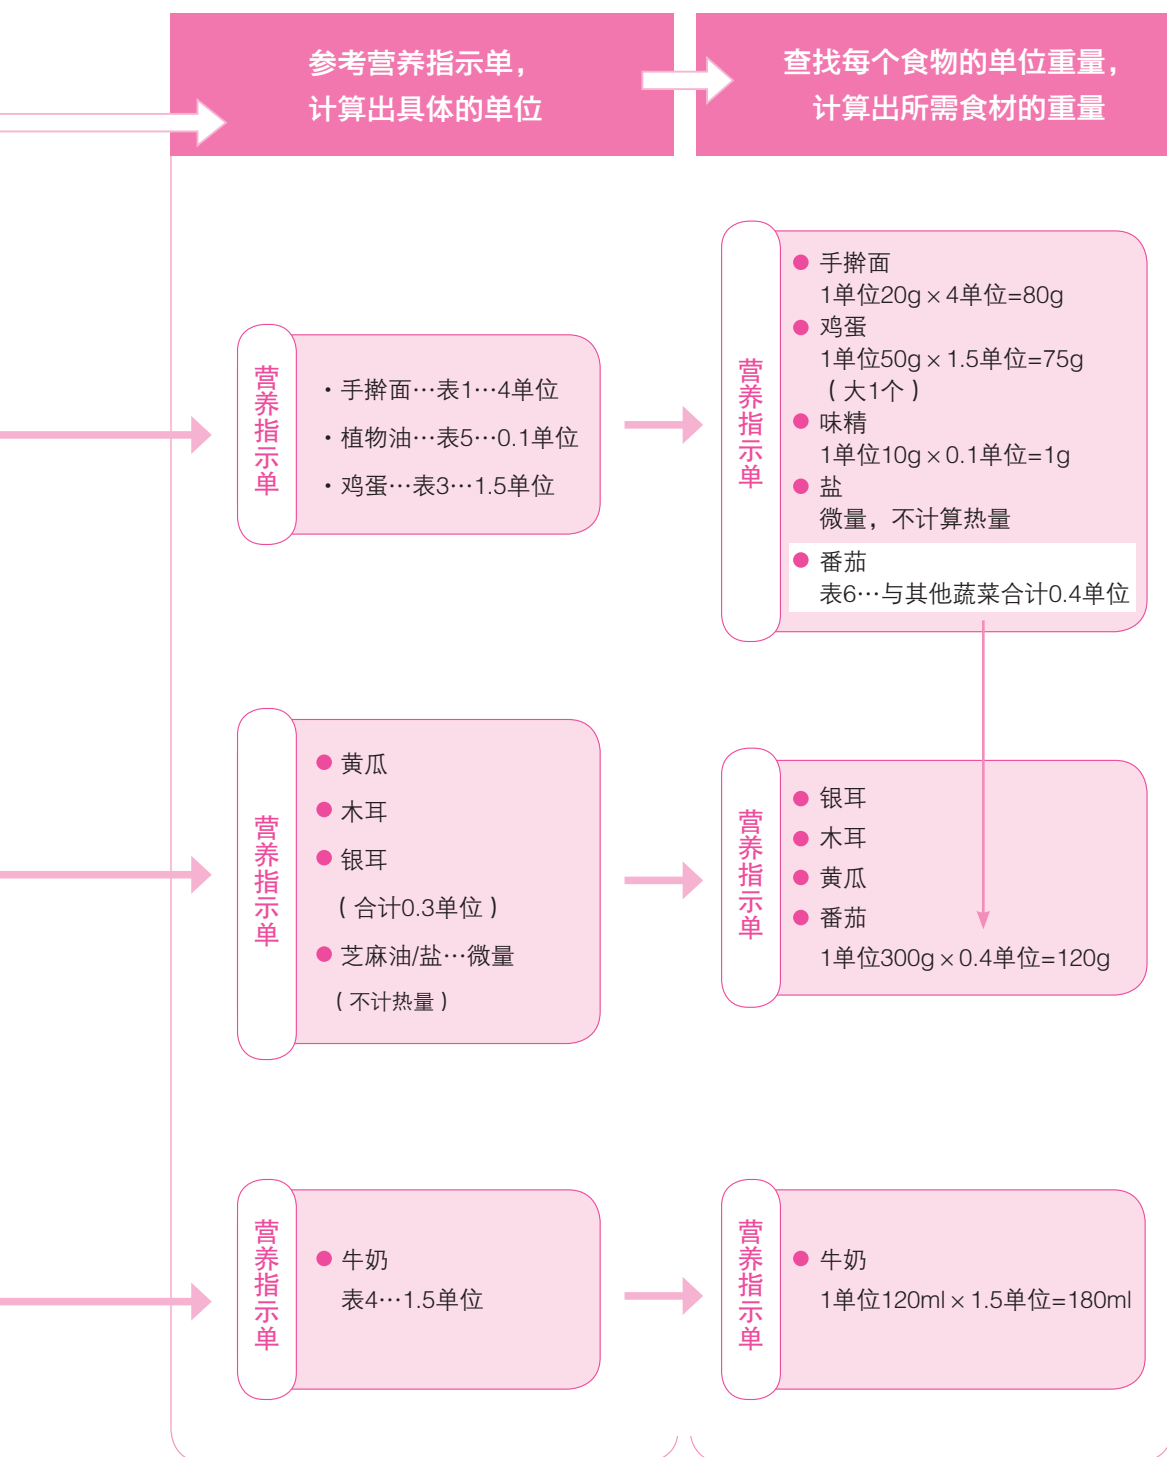 参考营养指示单，
计算出具体的单位
查找每个食物的单位重量，
计算出所需食材的重量
营养指示单
·手擀面…表1…4单位
·植物油…表5…0.1单位
·鸡蛋…表3…1.5单位
营养指示单
●手擀面
1单位20g×4单位=80g
●鸡蛋
1单位50g×1.5单位=75g
（大1个）
●味精
1单位10g×0.1单位=1g
●盐
微量，不计算热量
●番茄
表6…与其他蔬菜合计0.4单位
营养指示单
●黄瓜
●木耳
●银耳
（合计0.3单位）
●芝麻油/盐…微量
（不计热量）
营养指示单
●银耳
●木耳
●黄瓜
●番茄
1单位300g×0.4单位=120g
营养指示单
●牛奶
表4…1.5单位
营养指示单
●牛奶
1单位120ml×1.5单位=180ml